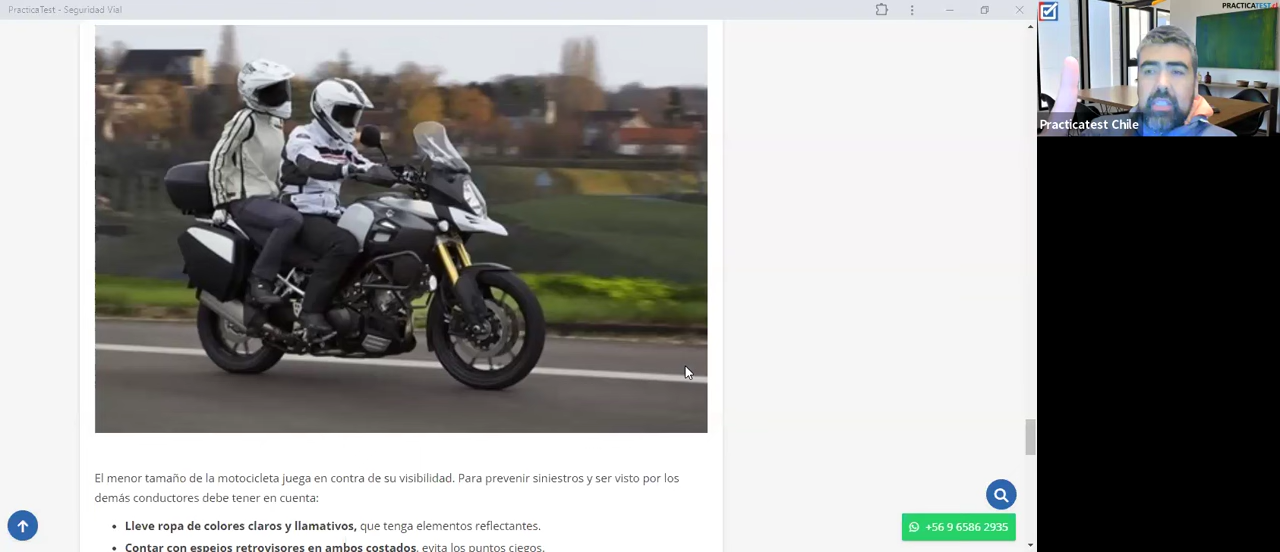 PracticaTest - Seguridad Vial
PRACTICATEST.cl
Practicatest Chile
El menor tamaño de la motocicleta juega en contra de su visibilidad. Para prevenir siniestros y ser visto por los
demás conductores debe tener en cuenta:
• Lleve ropa de colores claros y llamativos, que tenga elementos reflectantes.
• Contar con espejos retrovisores en ambos costados, evita los puntos ciegos.
+56 9 6586 2935